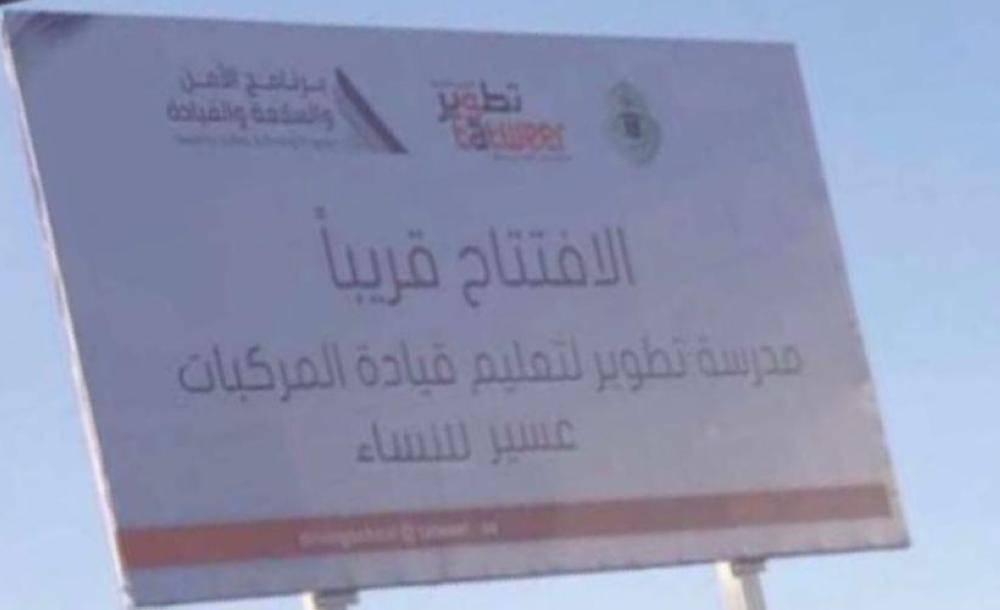 تطوير
tatweer
برنامج الأمن
والسلامة والقيادة
الافتتاح قريباً
مدرسة تطوير لتعليم قيادة المركبات
عسير للنساء